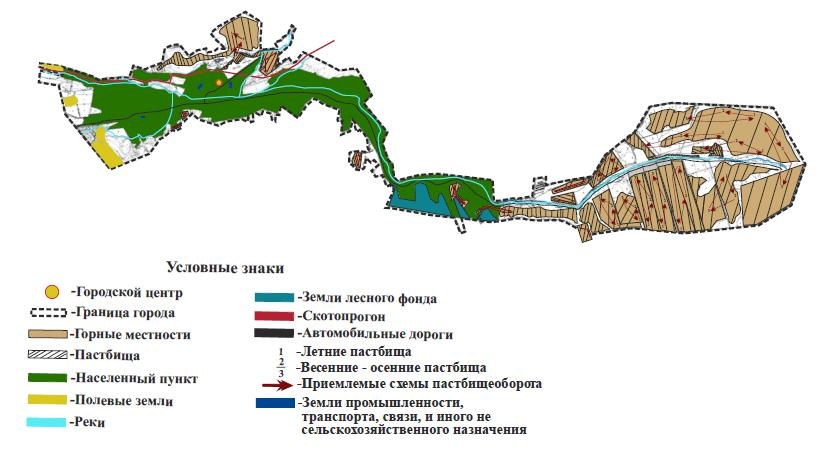 Условные знаки
-Городской центр
-Граница города
-Горные местности
-Пастбища
-Населенный пункт
-Полевые земли
-Реки
-Земли лесного фонда
-Скотопрогон
-Автомобильные дороги
1 -Летние пастбища
2 -Весенние - осенние пастбища
3
-Приемлемые схемы пастбищеоборота
-Земли промышленности,
транспорта, связи, и иного не
сельскохозяйственного назначения